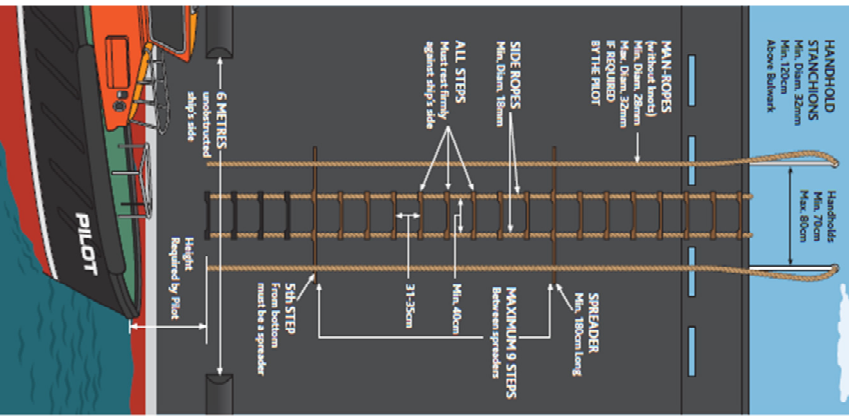 HANDHOLD
STANCHIONS
Min. Diam. 32mm
Min. 120cm
Above Bulwark
Handholds
Min. 70cm
Max. 80cm
MAN-ROPES
(without knots)
Min. Diam. 28mm
Max. Diam. 32mm
IF REQUIRED
BY THE PILOT
SIDE ROPES
Min. Diam. 18mm
ALL STEPS
Must rest firmly
against ship's side
SPREADER
Min. 180cm Long
MAXIMUM 9 STEPS
Between spreaders
Min. 40cm
31-35cm
5th STEP
From bottom
must be a spreader
6 METRES
unobstructed
ship's side
Height
Required by Pilot
PILOT